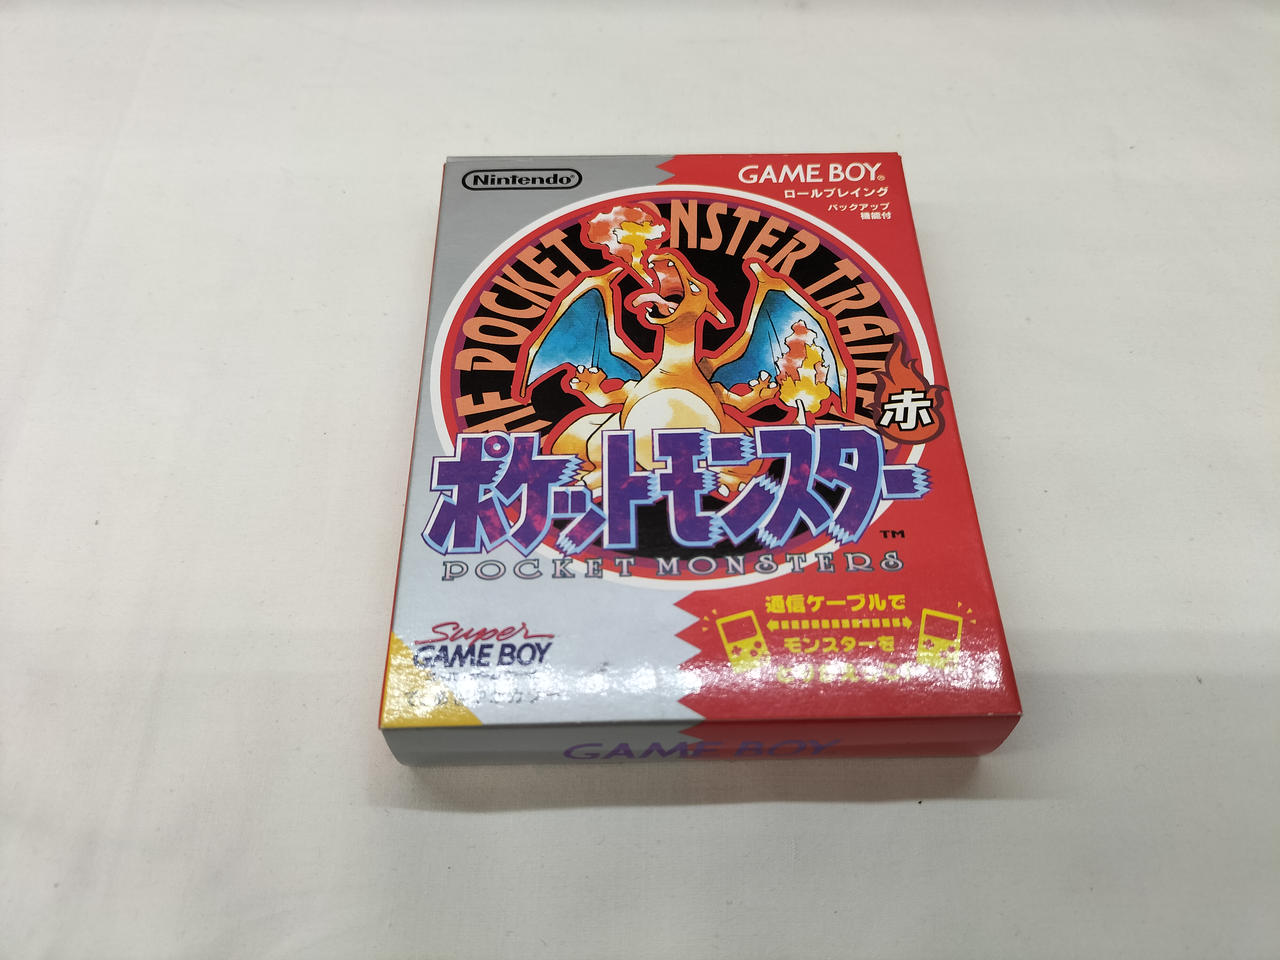 Nintendo
GAME BOY
ロールプレイング
バックアップ
機能付
POCKET MONSTER TRAINE
赤
ポケットモンスター
TM
POCKET MONSTERS
通信ケーブルで
モンスターを
Super
GAME BOY
GAME BOY